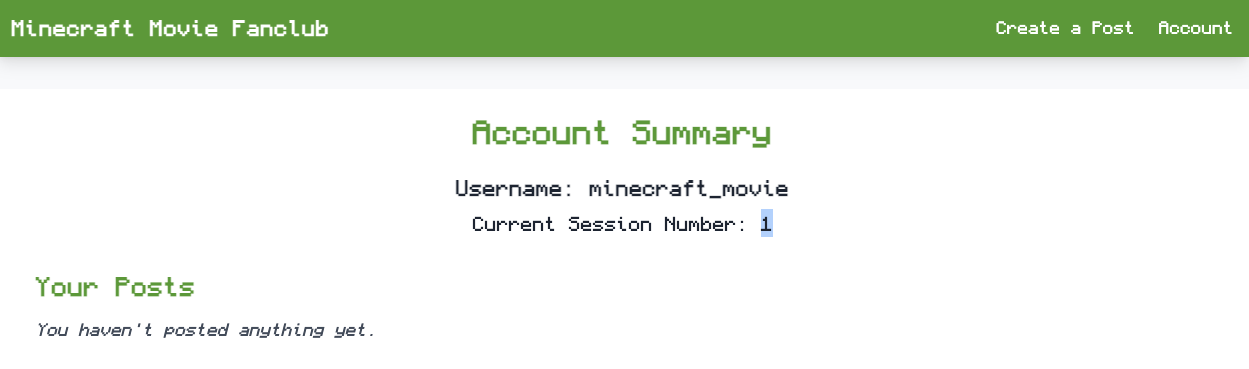 Minecraft Movie Fanclub
Create a Post
Account
Account Summary
Username: minecraft_movie
Current Session Number: 1
Your Posts
You haven't posted anything yet.